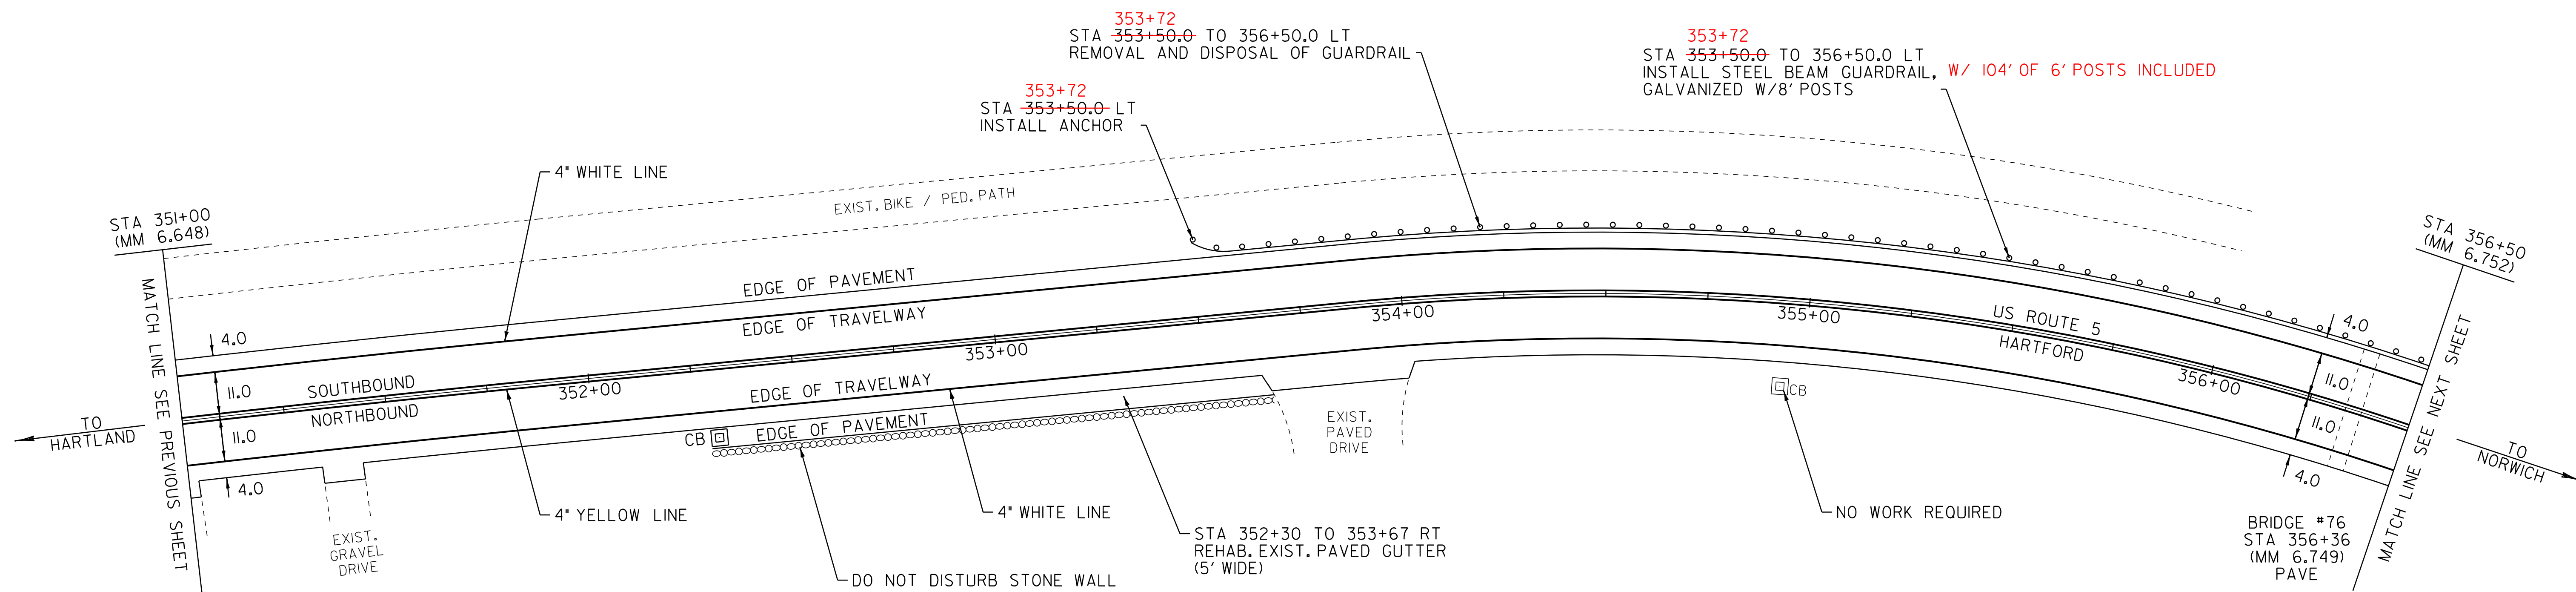 353+72
STA 353+50.0 TO 356+50.0 LT
REMOVAL AND DISPOSAL OF GUARDRAIL
353+72
STA 353+50.0 TO 356+50.0 LT
INSTALL STEEL BEAM GUARDRAIL, W/ 104' OF 6' POSTS INCLUDED
GALVANIZED W/8' POSTS
353+72
STA 353+50.0 LT
INSTALL ANCHOR
4" WHITE LINE
EXIST. BIKE / PED. PATH
STA 351+00
(MM 6.648)
STA 356+50
(MM 6.752)
MATCH LINE SEE PREVIOUS SHEET
EDGE OF PAVEMENT
EDGE OF TRAVELWAY
4.0
11.0
SOUTHBOUND
NORTHBOUND
11.0
4.0
352+00
353+00
354+00
355+00
356+00
US ROUTE 5
HARTFORD
4.0
11.0
11.0
4.0
MATCH LINE SEE NEXT SHEET
TO
HARTLAND
TO
NORWICH
EDGE OF TRAVELWAY
CB
EDGE OF PAVEMENT
EXIST.
PAVED
DRIVE
CB
EXIST.
GRAVEL
DRIVE
4" YELLOW LINE
4" WHITE LINE
NO WORK REQUIRED
STA 352+30 TO 353+67 RT
REHAB. EXIST. PAVED GUTTER
(5' WIDE)
DO NOT DISTURB STONE WALL
BRIDGE #76
STA 356+36
(MM 6.749)
PAVE